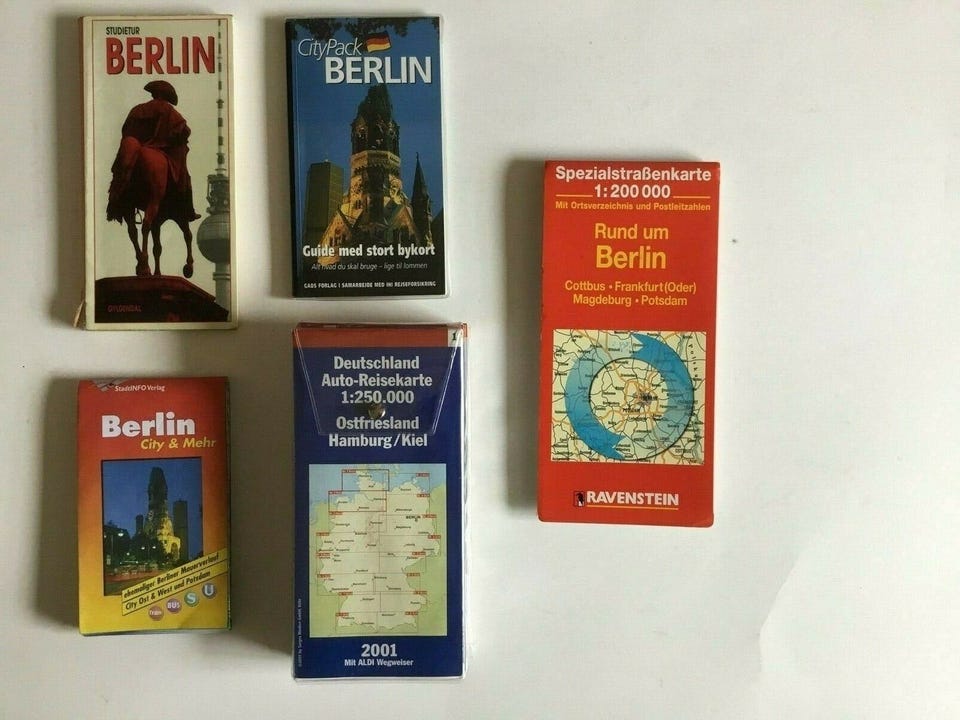 STUDIETUR
BERLIN
GYLDENDAL
CityPack
BERLIN
Guide med stort bykort
Alt hvad du skal bruge – lige til lommen
GADS FORLAG I SAMARBEJDE MED IHI REJSEFORSIKRING
Spezialstraßenkarte
1:200 000
Mit Ortsverzeichnis und Postleitzahlen
Rund um
Berlin
Cottbus • Frankfurt(Oder)
Magdeburg • Potsdam
RAVENSTEIN
StadtINFO Verlag
Berlin
City & Mehr
ehemaliger Berliner Mauerverlauf
City Ost & West und Potsdam
Tram
BUS
S
U
1
Deutschland
Auto-Reisekarte
1:250.000
Ostfriesland
Hamburg/Kiel
BERLIN
2001
Mit ALDI Wegweiser